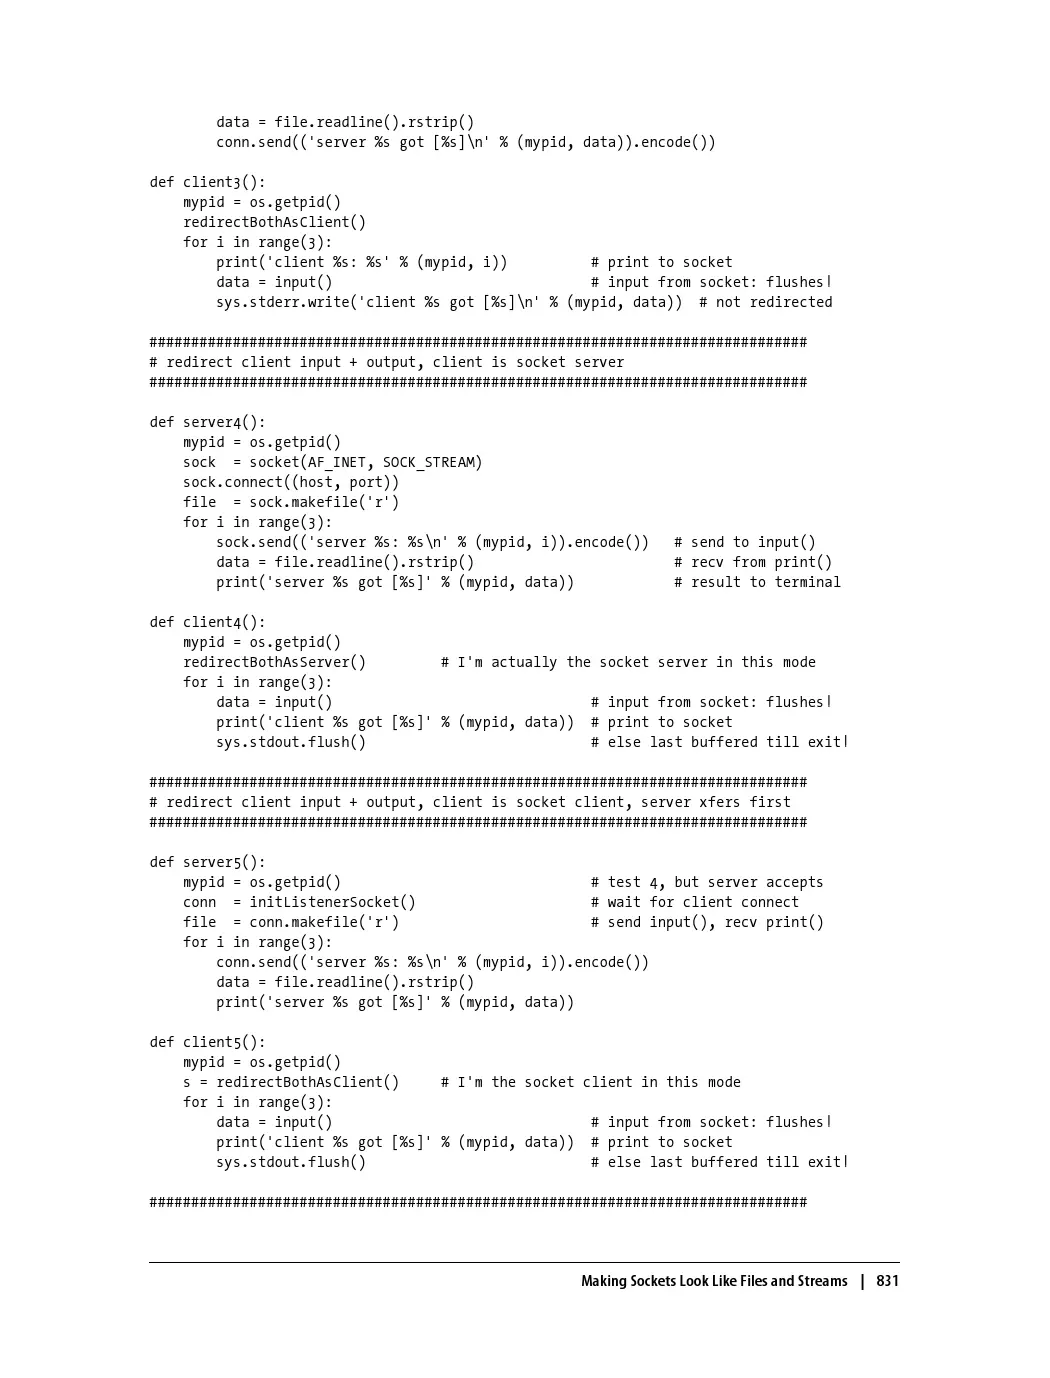 data = file.readline().rstrip()
        conn.send(('server %s got [%s]\n' % (mypid, data)).encode())

def client3():
    mypid = os.getpid()
    redirectBothAsClient()
    for i in range(3):
        print('client %s: %s' % (mypid, i))          # print to socket
        data = input()                               # input from socket: flushes!
        sys.stderr.write('client %s got [%s]\n' % (mypid, data))  # not redirected

###############################################################################
# redirect client input + output, client is socket server
###############################################################################

def server4():
    mypid = os.getpid()
    sock  = socket(AF_INET, SOCK_STREAM)
    sock.connect((host, port))
    file  = sock.makefile('r')
    for i in range(3):
        sock.send(('server %s: %s\n' % (mypid, i)).encode())   # send to input()
        data = file.readline().rstrip()                        # recv from print()
        print('server %s got [%s]' % (mypid, data))            # result to terminal

def client4():
    mypid = os.getpid()
    redirectBothAsServer()         # I'm actually the socket server in this mode
    for i in range(3):
        data = input()                               # input from socket: flushes!
        print('client %s got [%s]' % (mypid, data))  # print to socket
        sys.stdout.flush()                           # else last buffered till exit!

###############################################################################
# redirect client input + output, client is socket client, server xfers first
###############################################################################

def server5():
    mypid = os.getpid()                              # test 4, but server accepts
    conn  = initListenerSocket()                     # wait for client connect
    file  = conn.makefile('r')                       # send input(), recv print()
    for i in range(3):
        conn.send(('server %s: %s\n' % (mypid, i)).encode())
        data = file.readline().rstrip()
        print('server %s got [%s]' % (mypid, data))

def client5():
    mypid = os.getpid()
    s = redirectBothAsClient()     # I'm the socket client in this mode
    for i in range(3):
        data = input()                               # input from socket: flushes!
        print('client %s got [%s]' % (mypid, data))  # print to socket
        sys.stdout.flush()                           # else last buffered till exit!

###############################################################################
Making Sockets Look Like Files and Streams | 831